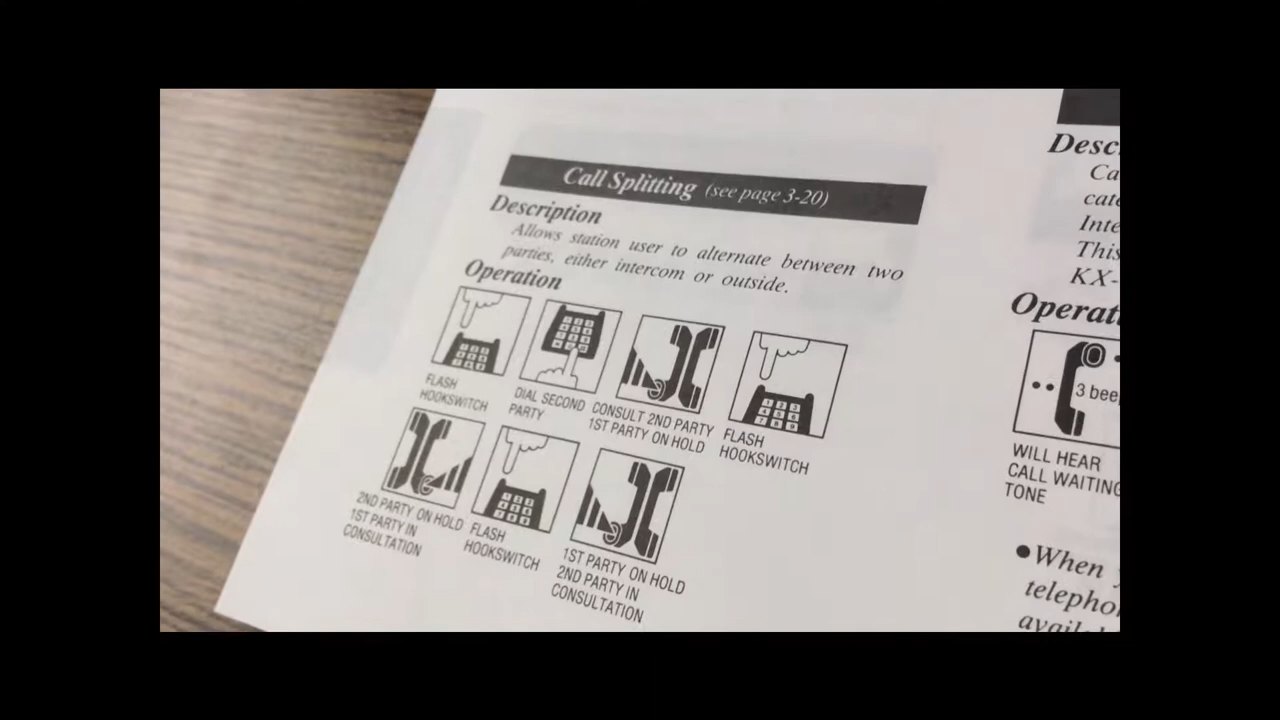 Call Splitting (see page 3-20)
Description
Allows station user to alternate between two
parties, either intercom or outside.
Operation
FLASH
HOOKSWITCH
DIAL SECOND
PARTY
CONSULT 2ND PARTY
1ST PARTY ON HOLD
FLASH
HOOKSWITCH
2ND PARTY ON HOLD
1ST PARTY IN
CONSULTATION
FLASH
HOOKSWITCH
1ST PARTY ON HOLD
2ND PARTY IN
CONSULTATION
Desc
Ca
cate
Inte
This
KX-
Operat
3 bee
WILL HEAR
CALL WAITING
TONE
●When
telepho
availa